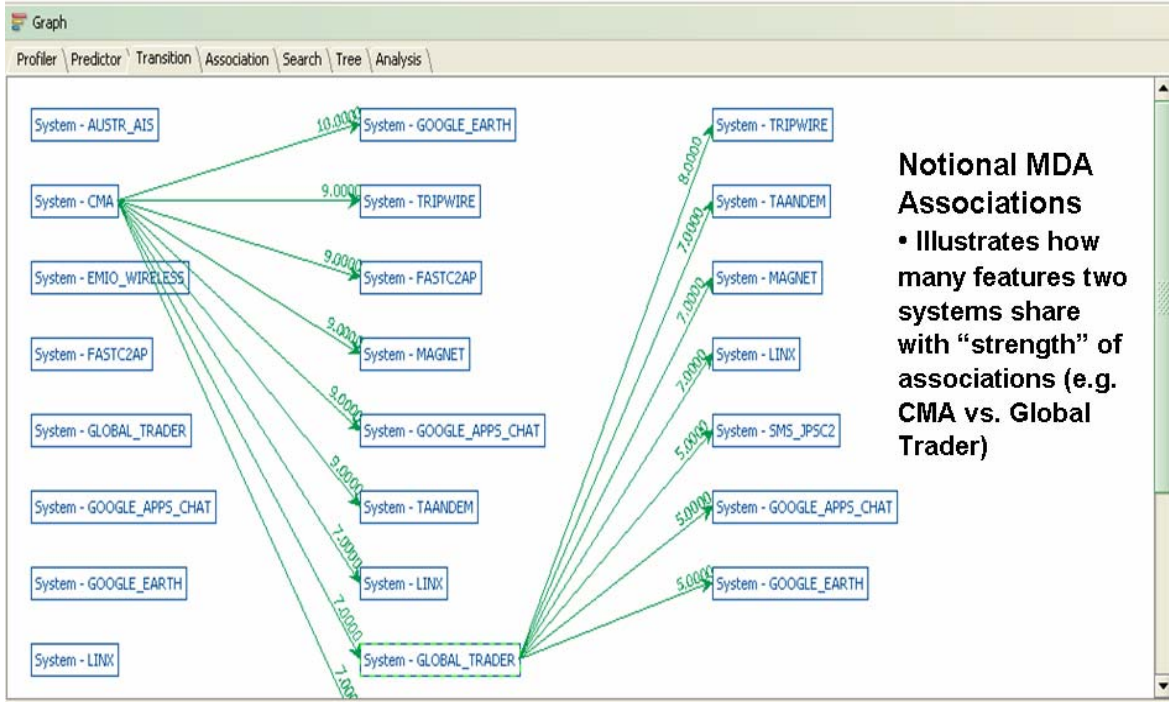 Graph
Profiler Predictor Transition Association Search Tree Analysis
System - AUSTR_AIS
System - CMA
System - EMIO_WIRELESS
System - FASTC2AP
System - GLOBAL_TRADER
System - GOOGLE_APPS_CHAT
System - GOOGLE_EARTH
System - LINX
10.0000
9.0000
9.0000
9.0000
9.0000
9.0000
7.0000
7.0000
7.000
System - GOOGLE_EARTH
System - TRIPWIRE
System - FASTC2AP
System - MAGNET
System - GOOGLE_APPS_CHAT
System - TAANDEM
System - LINX
System - GLOBAL_TRADER
8.0000
7.0000
7.0000
7.0000
5.0000
5.0000
5.0000
System - TRIPWIRE
System - TAANDEM
System - MAGNET
System - LINX
System - SMS_JPSC2
System - GOOGLE_APPS_CHAT
System - GOOGLE_EARTH
Notional MDA
Associations
• Illustrates how
many features two
systems share
with “strength” of
associations (e.g.
CMA vs. Global
Trader)